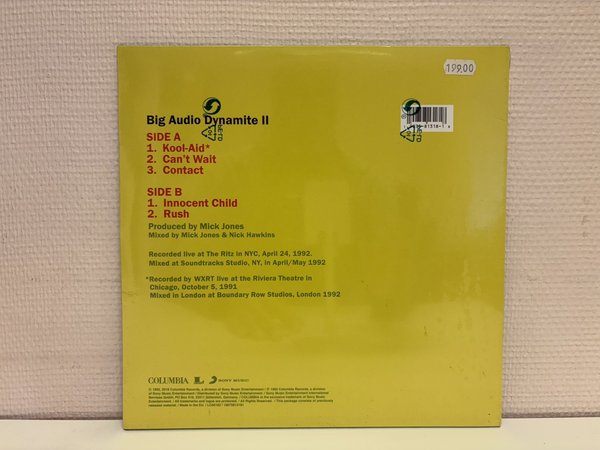 199.00
Big Audio Dynamite II
SIDE A
1. Kool-Aid*
2. Can't Wait
3. Contact
SIDE B
1. Innocent Child
2. Rush
Produced by Mick Jones
Mixed by Mick Jones & Nick Hawkins
Recorded live at The Ritz in NYC, April 24, 1992.
Mixed at Soundtracks Studio, NY, in April/May 1992
*Recorded by WXRT live at the Riviera Theatre in
Chicago, October 5, 1991
Mixed in London at Boundary Row Studios, London 1992
COLUMBIA SONY MUSIC